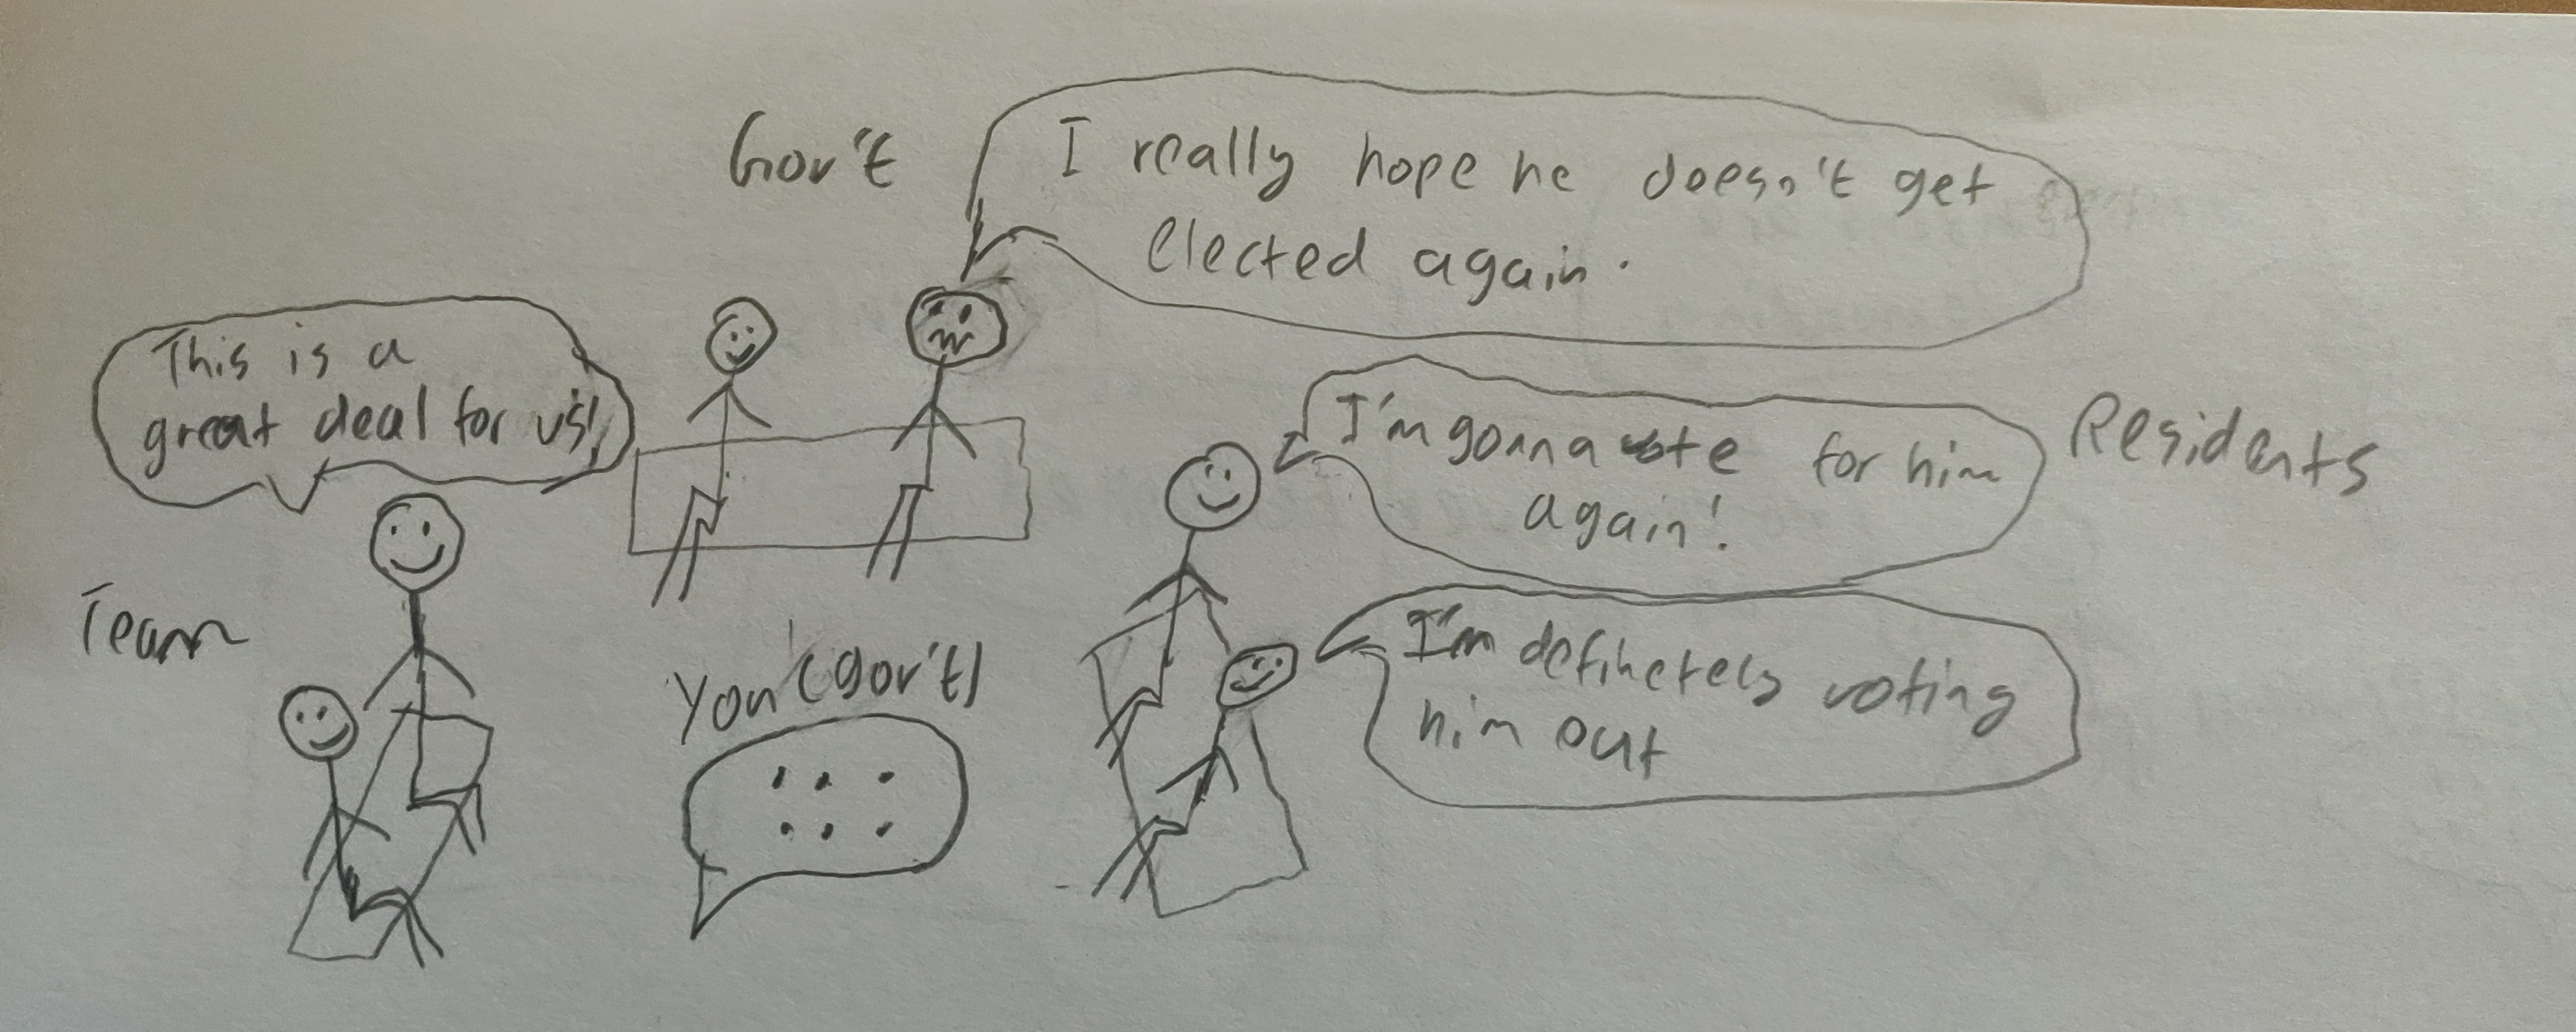 Gov't
I really hope he doesn't get
elected again.
This is a
great deal for us!
I'm gonna vote for him
again!
Residents
Team
You (gov't)
I'm definetely voting
him out